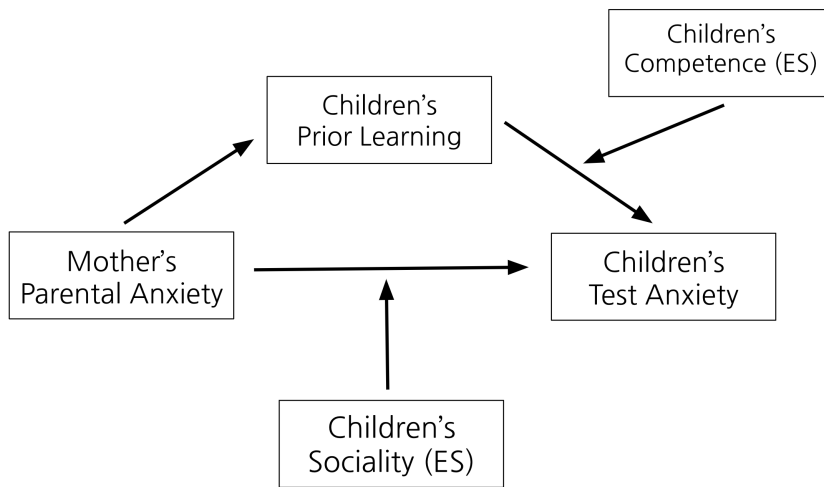 Children’s
Competence (ES)
Children’s
Prior Learning
Mother’s
Parental Anxiety
Children’s
Test Anxiety
Children’s
Sociality (ES)